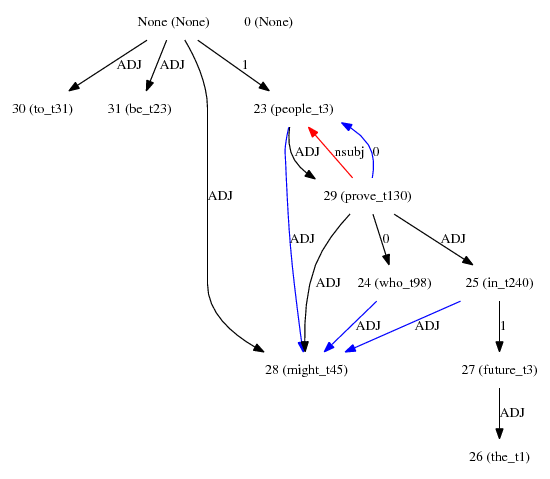 None (None) 0 (None)
ADJ ADJ 1
30 (to_t31) 31 (be_t23) 23 (people_t3)
ADJ nsubj 0
29 (prove_t130)
ADJ
ADJ 0 ADJ
ADJ 24 (who_t98) 25 (in_t240)
ADJ ADJ 1
28 (might_t45) 27 (future_t3)
ADJ
26 (the_t1)